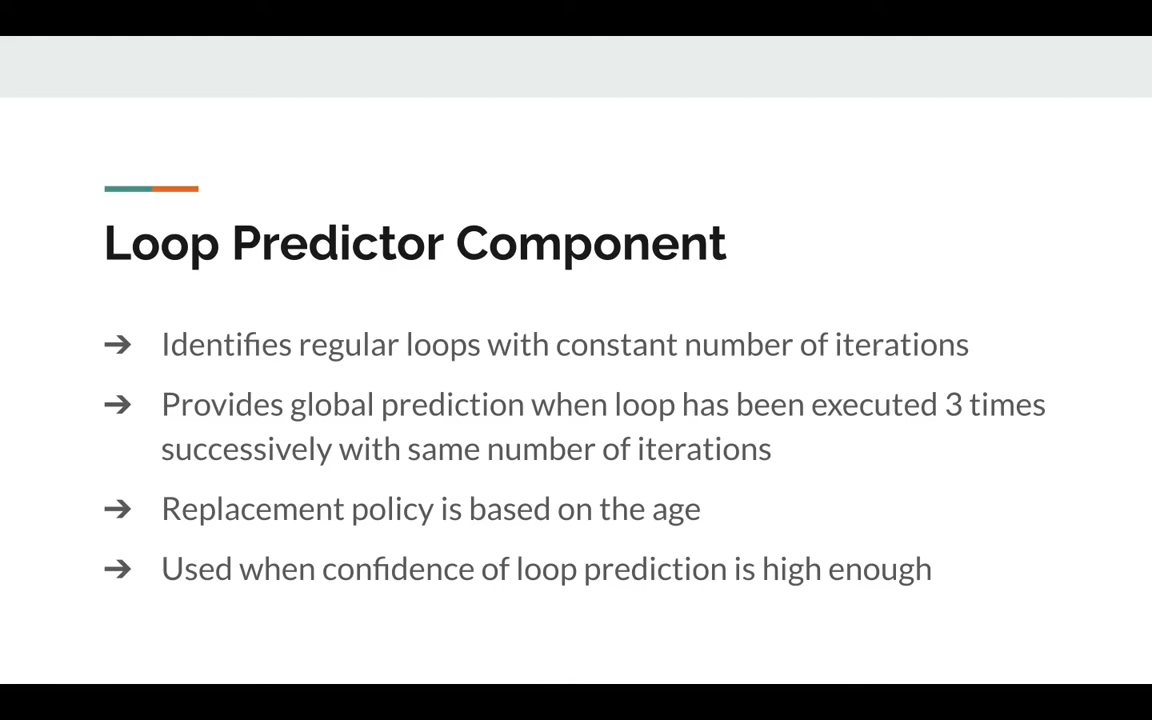 Loop Predictor Component
➔ Identifies regular loops with constant number of iterations
➔ Provides global prediction when loop has been executed 3 times
successively with same number of iterations
➔ Replacement policy is based on the age
➔ Used when confidence of loop prediction is high enough